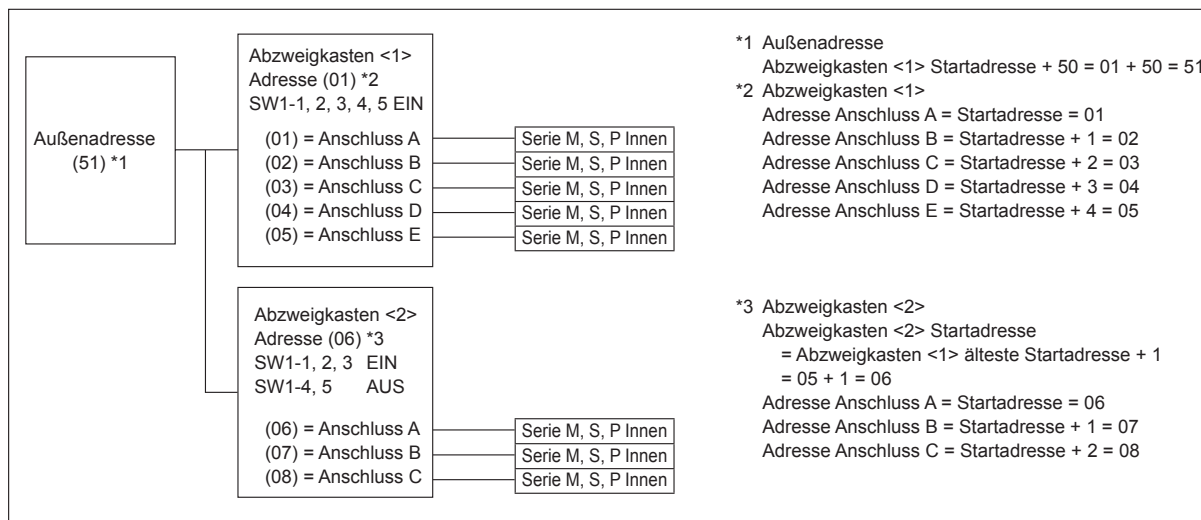 Außenadresse
(51) *1
Abzweigkasten <1>
Adresse (01) *2
SW1-1, 2, 3, 4, 5 EIN
(01) = Anschluss A
(02) = Anschluss B
(03) = Anschluss C
(04) = Anschluss D
(05) = Anschluss E
Serie M, S, P Innen
Serie M, S, P Innen
Serie M, S, P Innen
Serie M, S, P Innen
Serie M, S, P Innen
Abzweigkasten <2>
Adresse (06) *3
SW1-1, 2, 3 EIN
SW1-4, 5 AUS
(06) = Anschluss A
(07) = Anschluss B
(08) = Anschluss C
Serie M, S, P Innen
Serie M, S, P Innen
Serie M, S, P Innen
*1 Außenadresse
Abzweigkasten <1> Startadresse + 50 = 01 + 50 = 51
*2 Abzweigkasten <1>
Adresse Anschluss A = Startadresse = 01
Adresse Anschluss B = Startadresse + 1 = 02
Adresse Anschluss C = Startadresse + 2 = 03
Adresse Anschluss D = Startadresse + 3 = 04
Adresse Anschluss E = Startadresse + 4 = 05
*3 Abzweigkasten <2>
Abzweigkasten <2> Startadresse
= Abzweigkasten <1> älteste Startadresse + 1
= 05 + 1 = 06
Adresse Anschluss A = Startadresse = 06
Adresse Anschluss B = Startadresse + 1 = 07
Adresse Anschluss C = Startadresse + 2 = 08